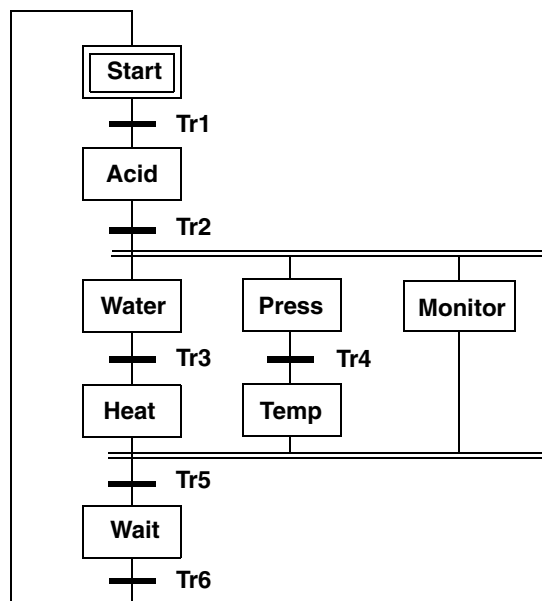 Start
Tr1
Acid
Tr2
Water Press Monitor
Tr3 Tr4
Heat Temp
Tr5
Wait
Tr6